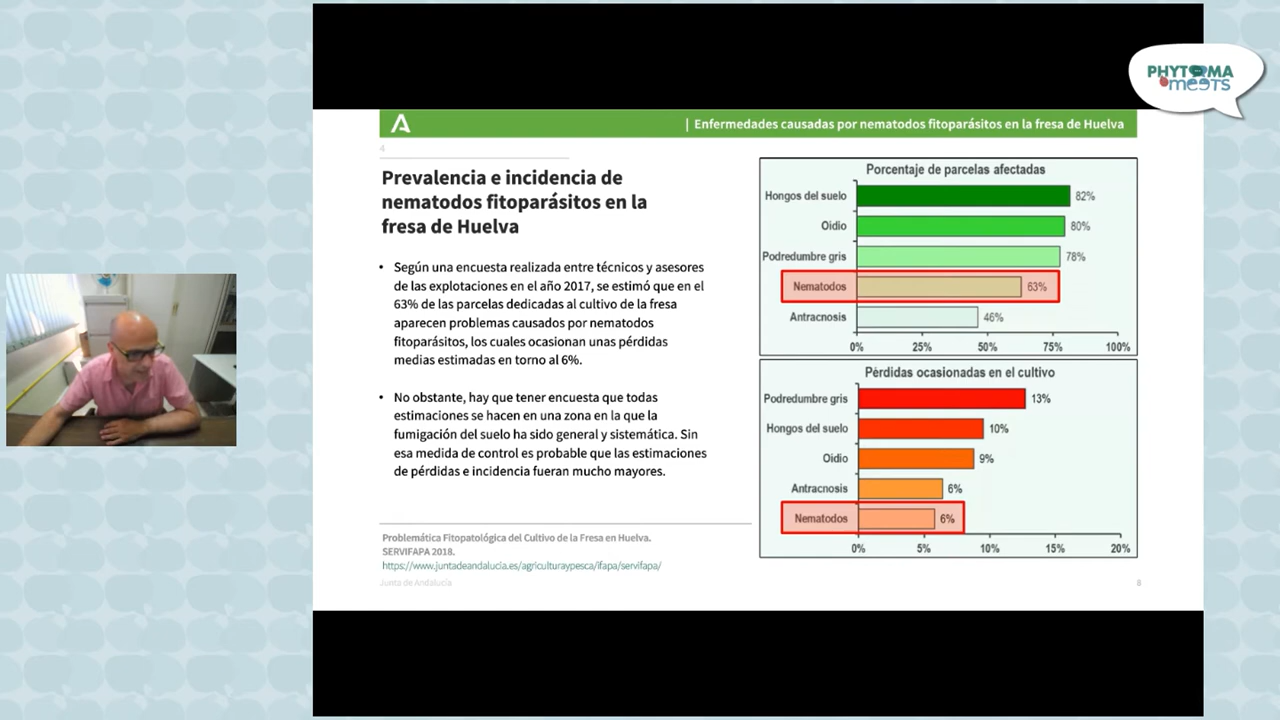 PHYTOMA
meets
| Enfermedades causadas por nematodos fitoparásitos en la fresa de Huelva
4
Prevalencia e incidencia de
nematodos fitoparásitos en la
fresa de Huelva
• Según una encuesta realizada entre técnicos y asesores
de las explotaciones en el año 2017, se estimó que en el
63% de las parcelas dedicadas al cultivo de la fresa
aparecen problemas causados por nematodos
fitoparásitos, los cuales ocasionan unas pérdidas
medias estimadas en torno al 6%.
• No obstante, hay que tener encuesta que todas
estimaciones se hacen en una zona en la que la
fumigación del suelo ha sido general y sistemática. Sin
esa medida de control es probable que las estimaciones
de pérdidas e incidencia fueran mucho mayores.
Problemática Fitopatológica del Cultivo de la Fresa en Huelva.
SERVIFAPA 2018.
https://www.juntadeandalucia.es/agriculturaypesca/ifapa/servifapa/
Junta de Andalucía
Porcentaje de parcelas afectadas
Hongos del suelo 82%
Oidio 80%
Podredumbre gris 78%
Nematodos 63%
Antracnosis 46%
0% 25% 50% 75% 100%
Pérdidas ocasionadas en el cultivo
Podredumbre gris 13%
Hongos del suelo 10%
Oidio 9%
Antracnosis 6%
Nematodos 6%
0% 5% 10% 15% 20%
8